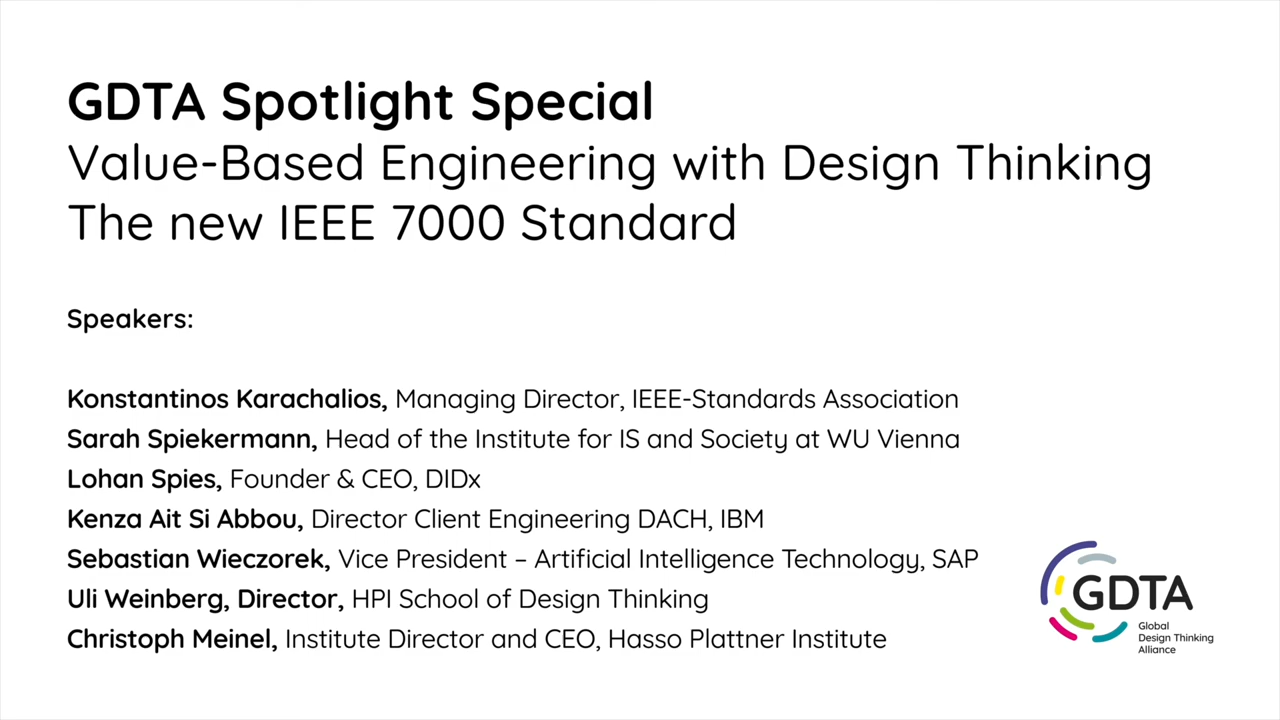 GDTA Spotlight Special
Value-Based Engineering with Design Thinking
The new IEEE 7000 Standard
Speakers:
Konstantinos Karachalios, Managing Director, IEEE-Standards Association
Sarah Spiekermann, Head of the Institute for IS and Society at WU Vienna
Lohan Spies, Founder & CEO, DIDx
Kenza Ait Si Abbou, Director Client Engineering DACH, IBM
Sebastian Wieczorek, Vice President – Artificial Intelligence Technology, SAP
Uli Weinberg, Director, HPI School of Design Thinking
Christoph Meinel, Institute Director and CEO, Hasso Plattner Institute
GDTA
Global
Design Thinking
Alliance